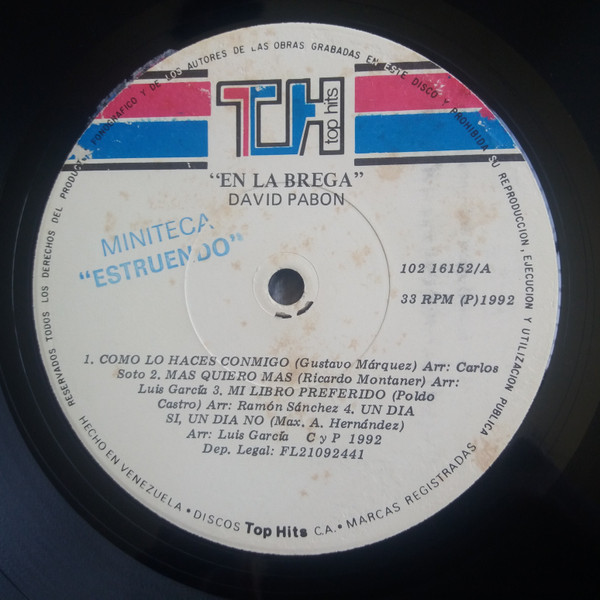 RESERVADOS TODOS LOS DERECHOS DEL PRODUCTOR FONOGRAFICO Y DE LOS AUTORES DE LAS OBRAS GRABADAS EN ESTE DISCO Y PROHIBIDA SU REPRODUCCION, EJECUCION Y UTILIZACION PUBLICA
TH
top hits
"EN LA BREGA"
DAVID PABON
MINITECA
"ESTRUENDO"
102 16152/A
33 RPM (P)1992
1. COMO LO HACES CONMIGO (Gustavo Márquez) Arr: Carlos
Soto 2. MAS QUIERO MAS (Ricardo Montaner) Arr:
Luis García 3. MI LIBRO PREFERIDO (Poldo
Castro) Arr: Ramón Sánchez 4. UN DIA
SI, UN DIA NO (Max. A. Hernández)
Arr: Luis García C y P 1992
Dep. Legal: FL21092441
HECHO EN VENEZUELA • DISCOS Top Hits C.A. • MARCAS REGISTRADAS